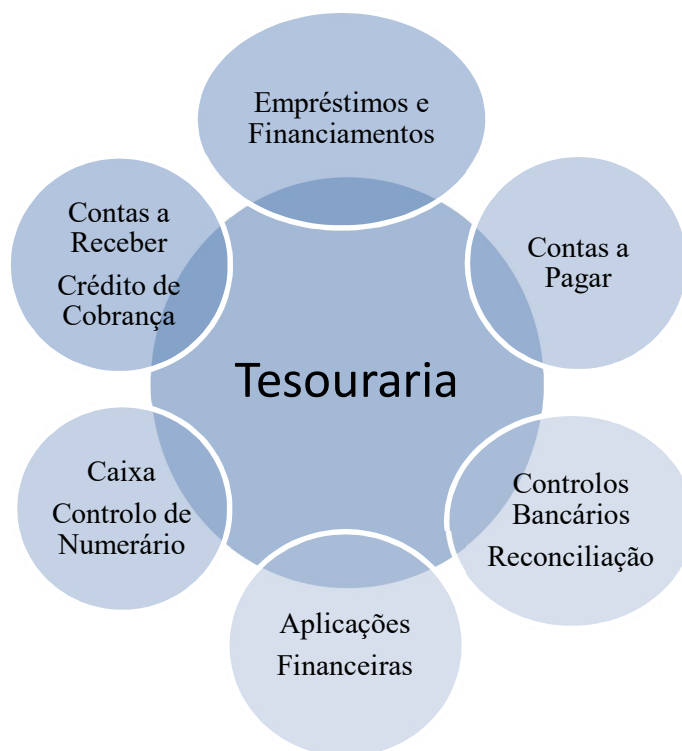 Empréstimos e
Financiamentos
Contas a
Receber
Crédito de
Cobrança
Contas a
Pagar
Tesouraria
Caixa
Controlo de
Numerário
Controlos
Bancários
Reconciliação
Aplicações
Financeiras